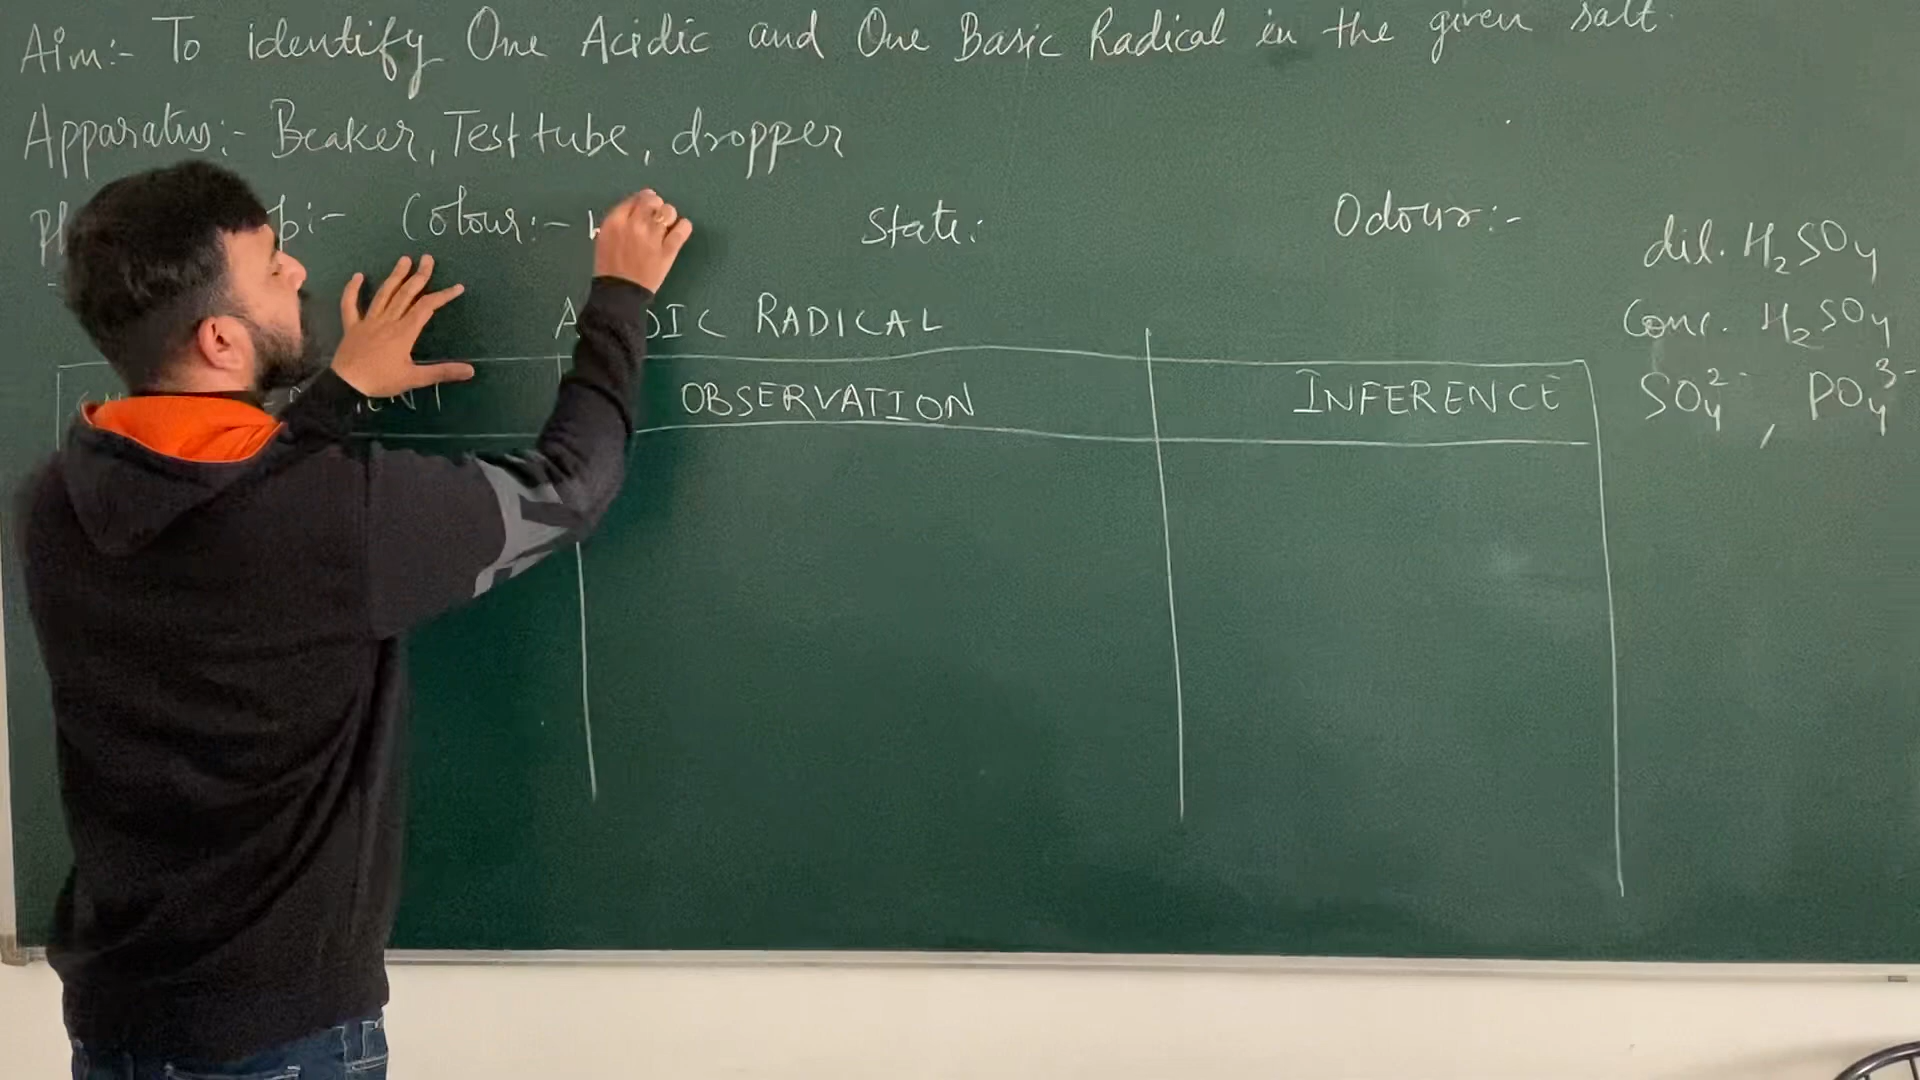 Aim:- To identify One Acidic and One Basic Radical in the given salt.
Apparatus:- Beaker, Test tube, dropper
Colour:- State: Odour:-
RADICAL
OBSERVATION INFERENCE
dil. H₂SO₄
Conc. H₂SO₄
SO₄²⁻, PO₄³⁻